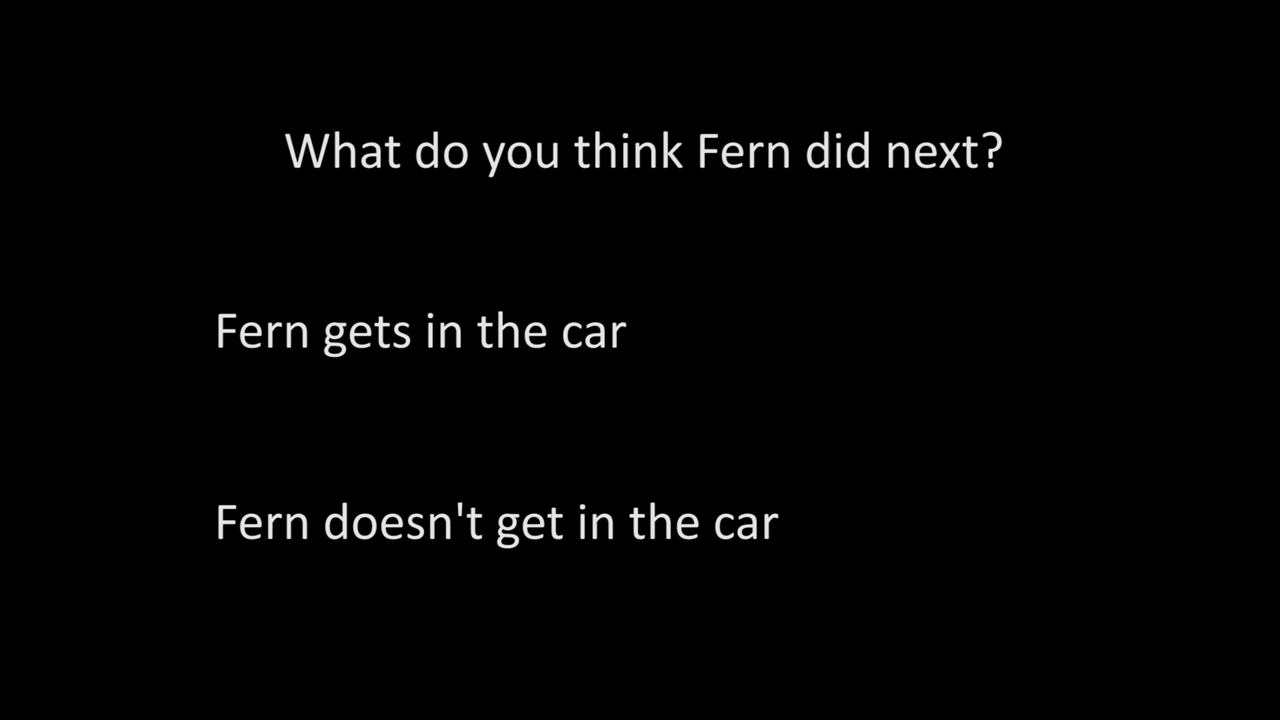 What do you think Fern did next?
Fern gets in the car
Fern doesn't get in the car